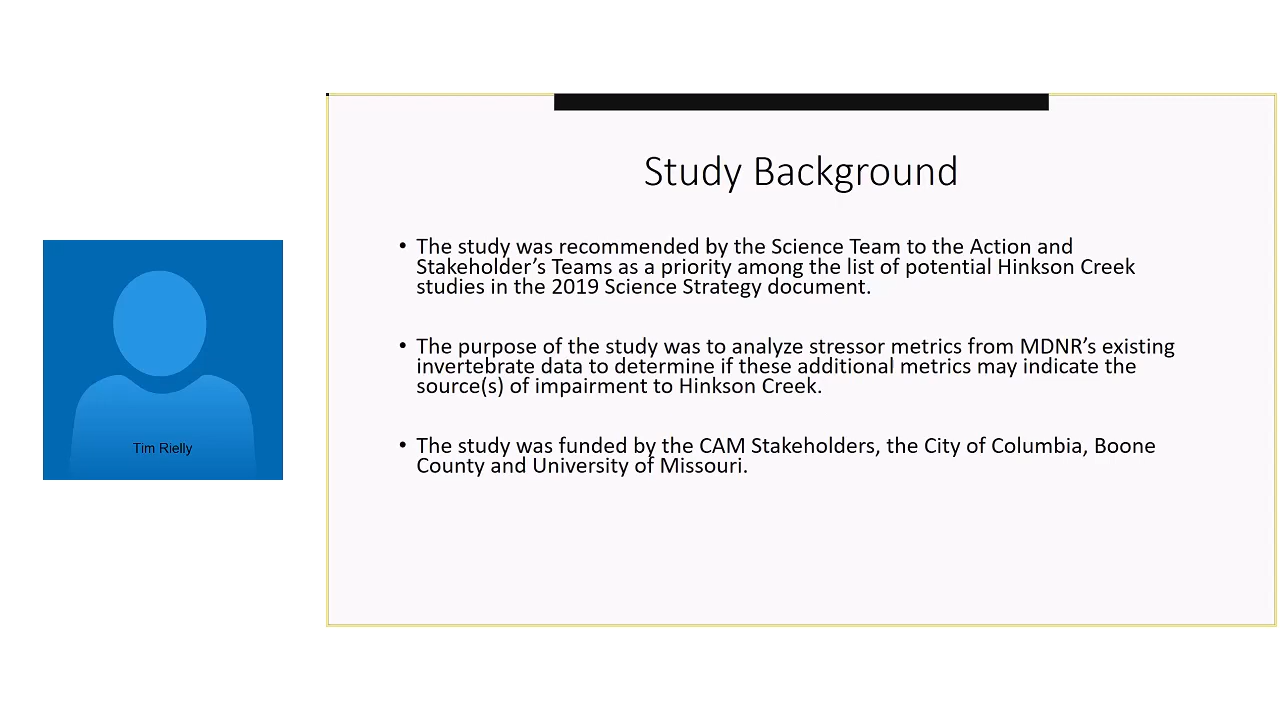 Study Background
• The study was recommended by the Science Team to the Action and
Stakeholder’s Teams as a priority among the list of potential Hinkson Creek
studies in the 2019 Science Strategy document.
• The purpose of the study was to analyze stressor metrics from MDNR’s existing
invertebrate data to determine if these additional metrics may indicate the
source(s) of impairment to Hinkson Creek.
• The study was funded by the CAM Stakeholders, the City of Columbia, Boone
County and University of Missouri.
Tim Rielly